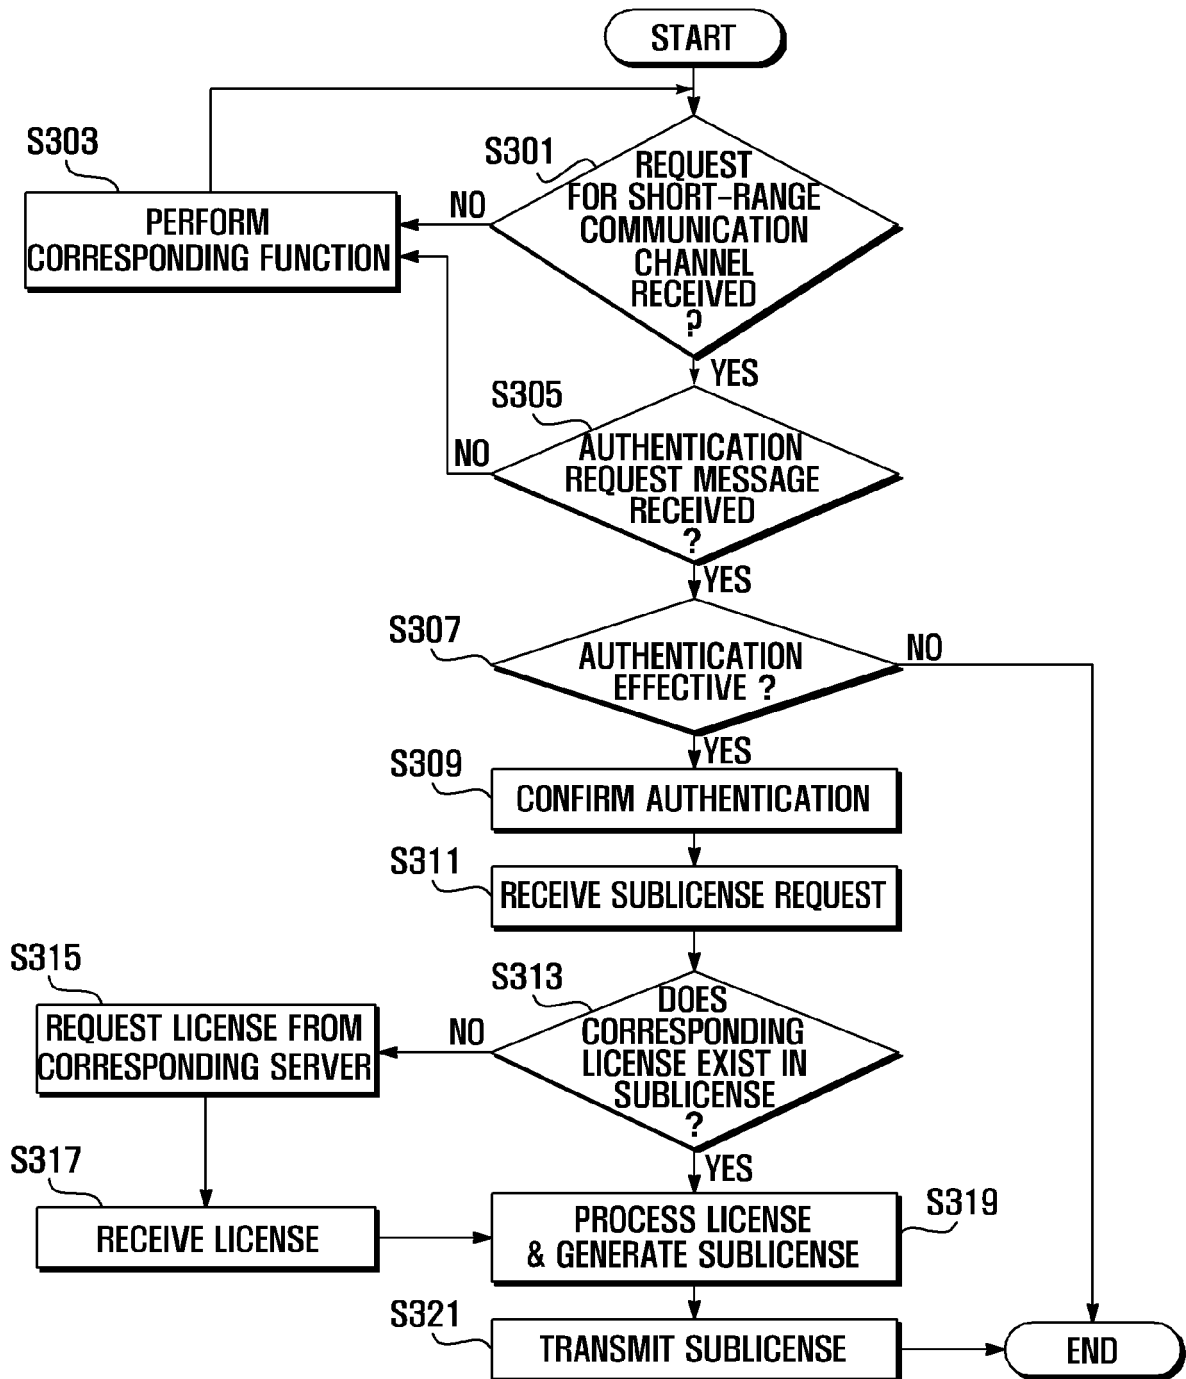 START
S303
S301
REQUEST
FOR SHORT-RANGE
COMMUNICATION
CHANNEL
RECEIVED
?
NO
PERFORM
CORRESPONDING FUNCTION
YES
S305
AUTHENTICATION
REQUEST MESSAGE
RECEIVED
?
NO
YES
S307
AUTHENTICATION
EFFECTIVE ?
NO
YES
S309
CONFIRM AUTHENTICATION
S311
RECEIVE SUBLICENSE REQUEST
S315
S313
DOES
CORRESPONDING
LICENSE EXIST IN
SUBLICENSE
?
NO
REQUEST LICENSE FROM
CORRESPONDING SERVER
YES
S317
RECEIVE LICENSE
S319
PROCESS LICENSE
& GENERATE SUBLICENSE
S321
TRANSMIT SUBLICENSE
END